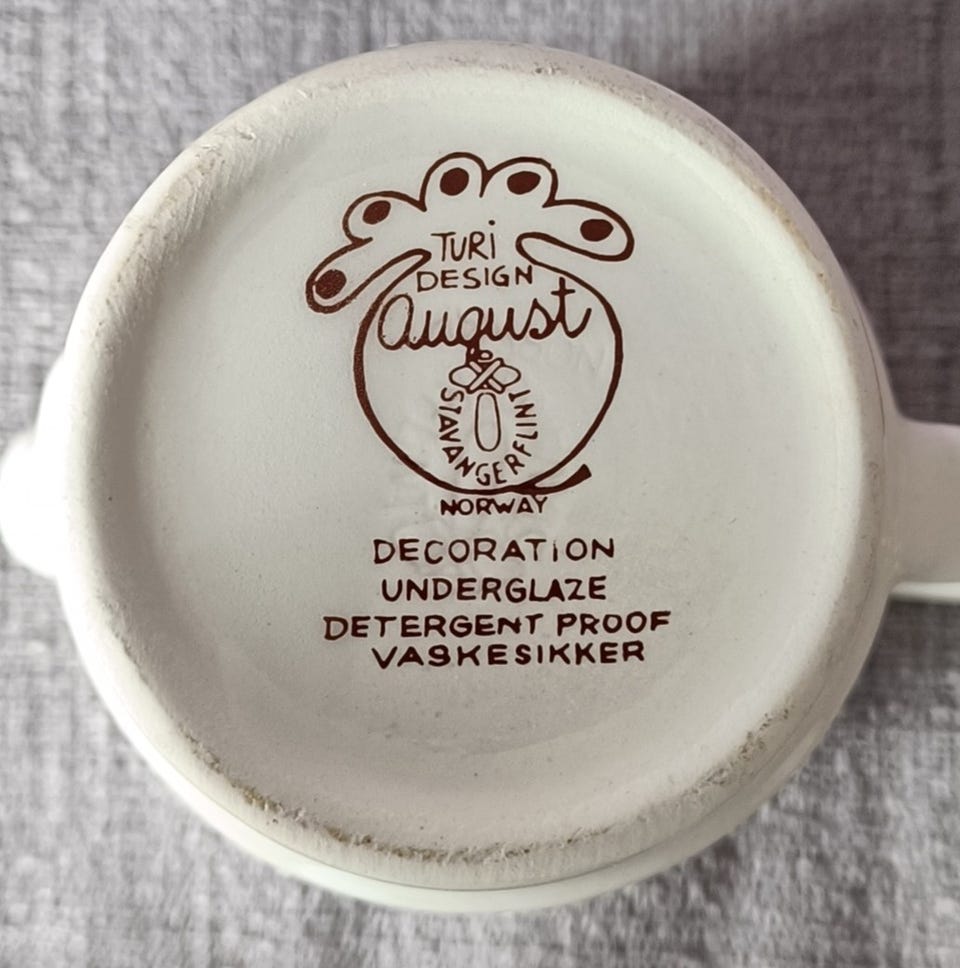 TURi
DESIGN
august
STAVANGERFLINT
NORWAY
DECORATiON
UNDERGLAZE
DETERGENT PROOF
VASKESIKKER